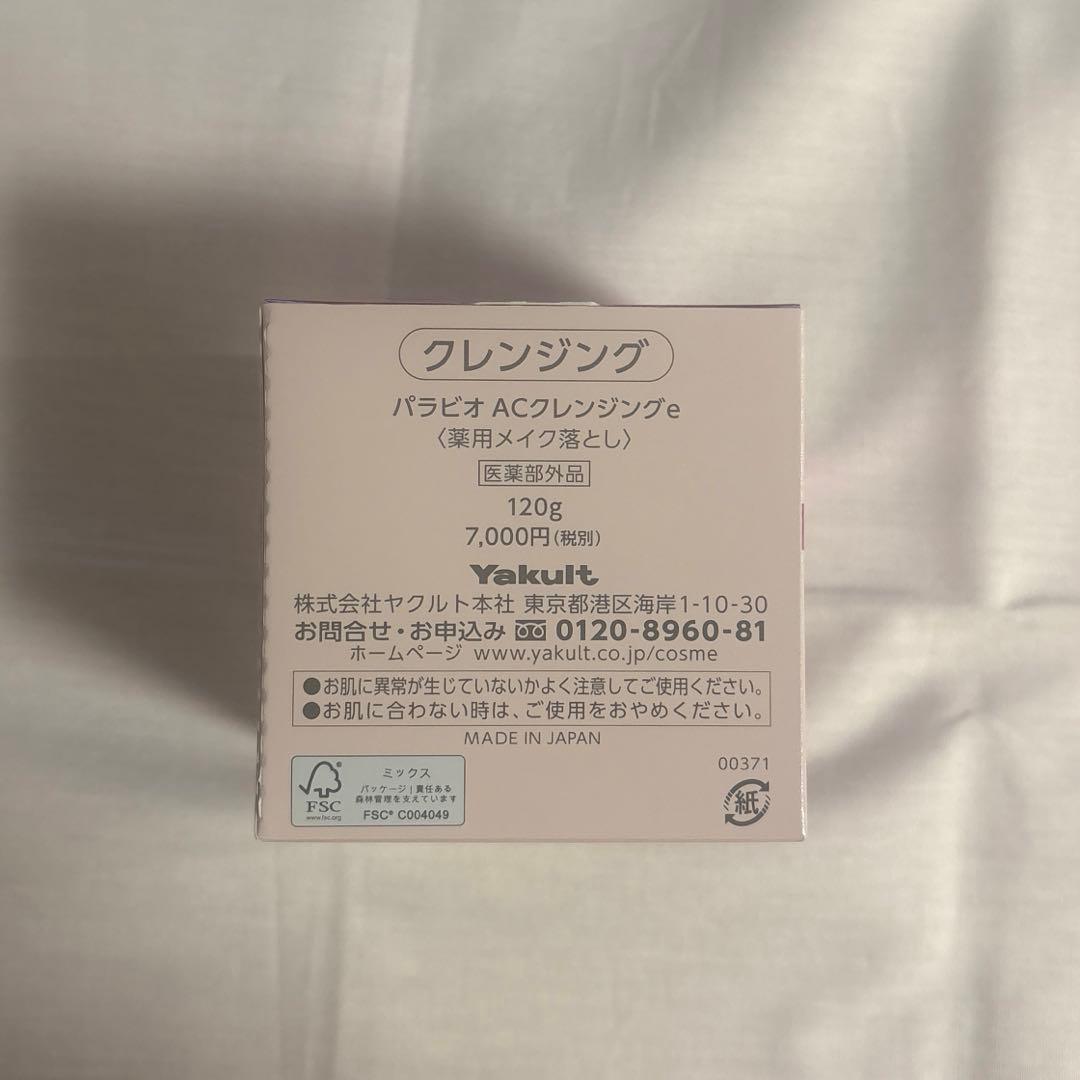 クレンジング
パラビオ ACクレンジングe
〈薬用メイク落とし〉
医薬部外品
120g
7,000円(税別)
Yakult
株式会社ヤクルト本社 東京都港区海岸1-10-30
お問合せ・お申込み 0120-8960-81
ホームページ www.yakult.co.jp/cosme
●お肌に異常が生じていないかよく注意してご使用ください。
●お肌に合わない時は、ご使用をおやめください。
MADE IN JAPAN
00371
紙
ミックス
パッケージ|責任ある
森林管理を支えています
FSC® C004049
FSC
www.fsc.org